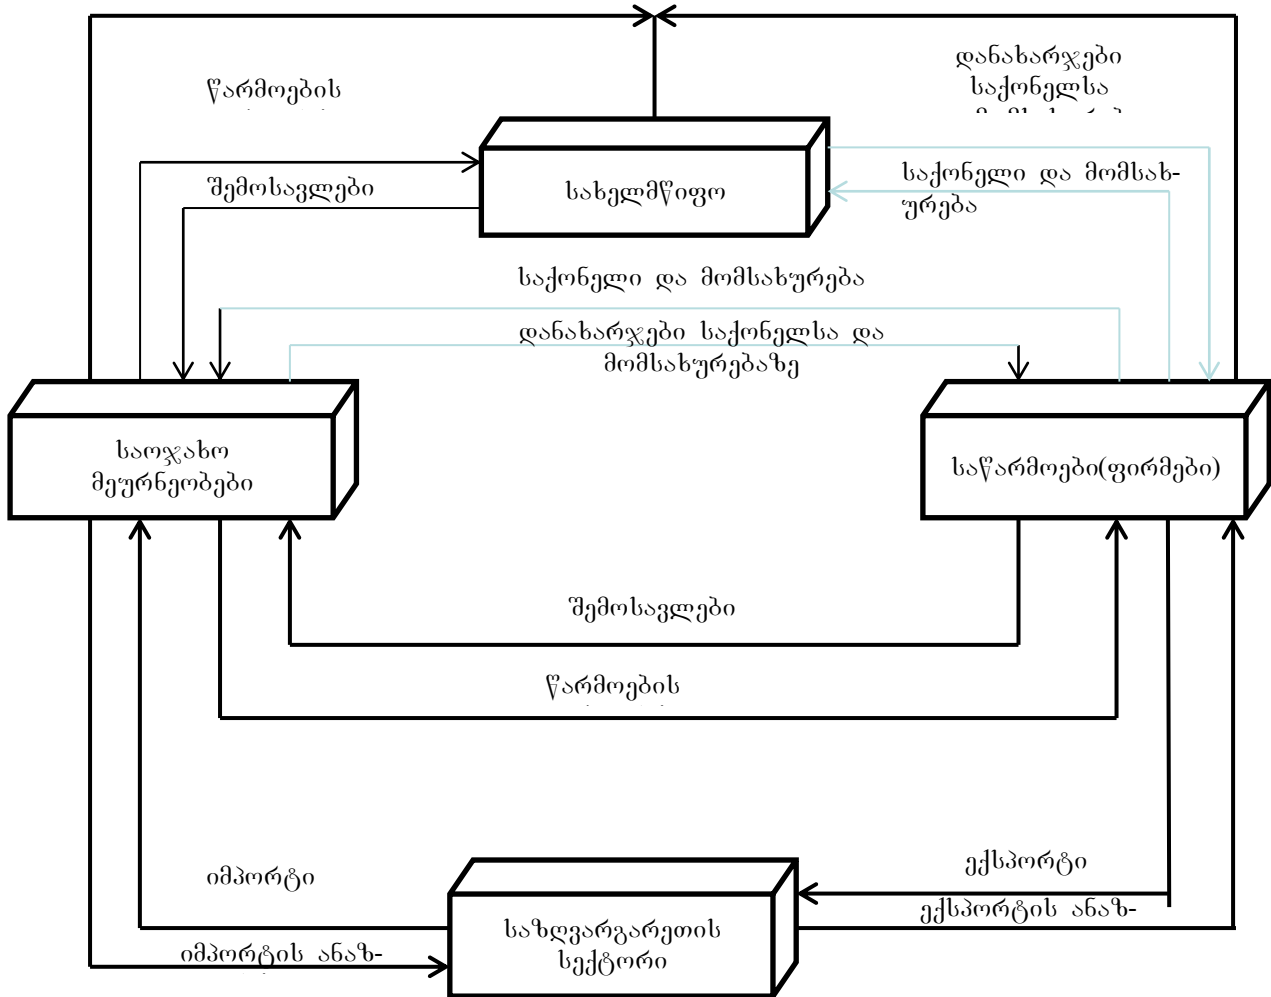 დანახარჯები
საქონელსა
წარმოების
საქონელი და მომსახ-
ურება
შემოსავლები
სახელმწიფო
საქონელი და მომსახურება
დანახარჯები საქონელსა და
მომსახურებაზე
საოჯახო
მეურნეობები
საწარმოები(ფირმები)
შემოსავლები
წარმოების
იმპორტი
ექსპორტი
ექსპორტის ანაზ-
საზღვარგარეთის
სექტორი
იმპორტის ანაზ-